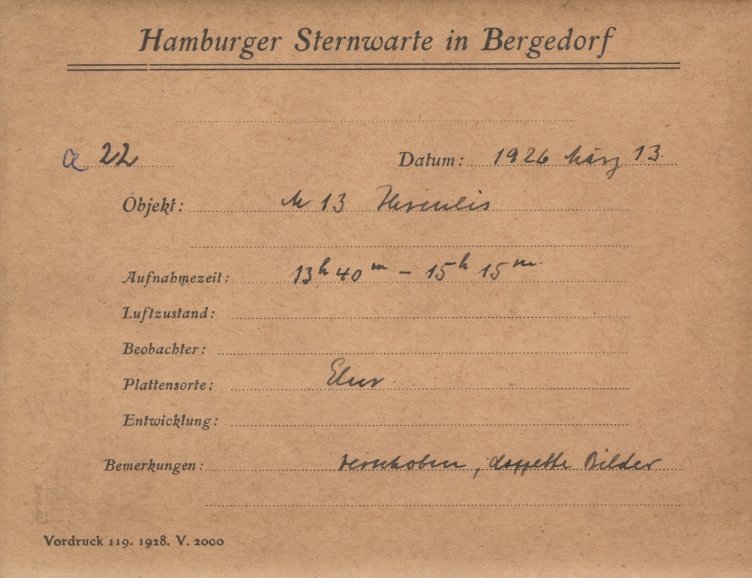 Hamburger Sternwarte in Bergedorf
a 22 Datum: 1926 März 13
Objekt: M 13 Herculis
Aufnahmezeit: 13h 40m – 15h 15m
Luftzustand:
Beobachter:
Plattensorte:
Entwicklung:
Bemerkungen: verschoben, doppelte Bilder
Vordruck 119. 1928. V. 2000